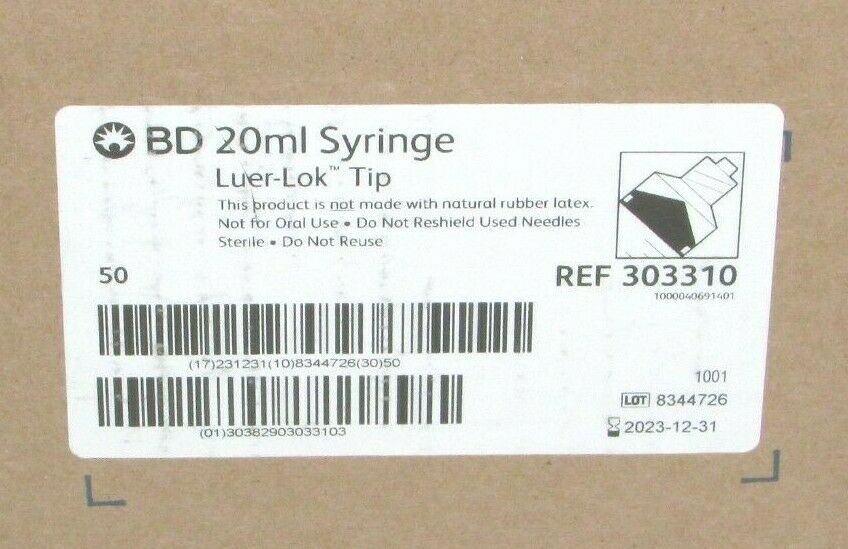 BD 20ml Syringe
Luer-Lok™ Tip
This product is not made with natural rubber latex.
Not for Oral Use • Do Not Reshield Used Needles
Sterile • Do Not Reuse
50
REF 303310
1000040691401
(17)231231(10)8344726(30)50
1001
LOT 8344726
(01)30382903033103
2023-12-31